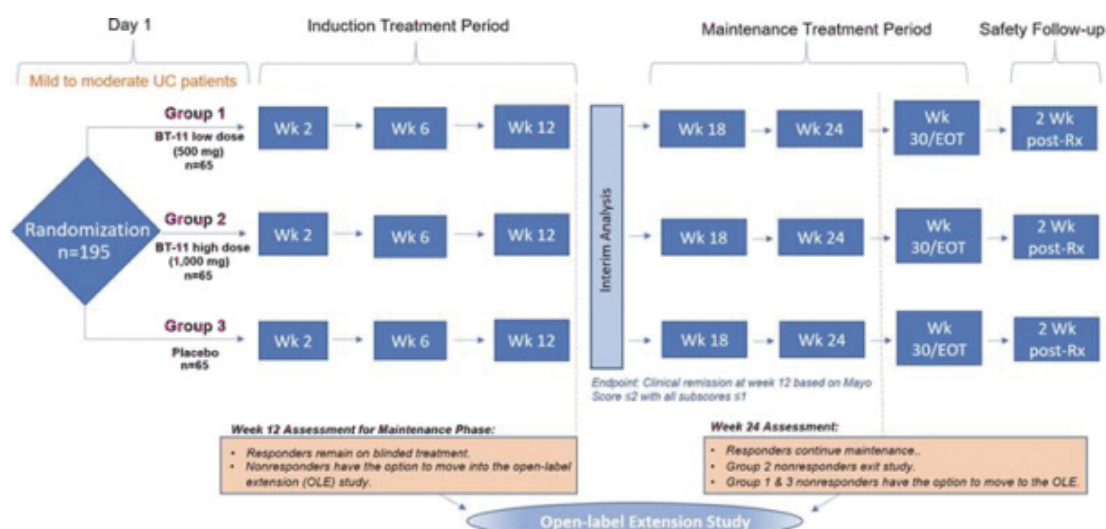 Day 1
Induction Treatment Period
Maintenance Treatment Period
Safety Follow-up
Mild to moderate UC patients
Randomization
n=195
Group 1
BT-11 low dose
(500 mg)
n=65
Wk 2
Wk 6
Wk 12
Wk 18
Wk 24
Wk
30/EOT
2 Wk
post-Rx
Group 2
BT-11 high dose
(1,000 mg)
n=65
Wk 2
Wk 6
Wk 12
Wk 18
Wk 24
Wk
30/EOT
2 Wk
post-Rx
Group 3
Placebo
n=65
Wk 2
Wk 6
Wk 12
Wk 18
Wk 24
Wk
30/EOT
2 Wk
post-Rx
Interim Analysis
Endpoint: Clinical remission at week 12 based on Mayo
Score ≤2 with all subscores ≤1
Week 12 Assessment for Maintenance Phase:
• Responders remain on blinded treatment.
• Nonresponders have the option to move into the open-label
extension (OLE) study.
Week 24 Assessment:
• Responders continue maintenance..
• Group 2 nonresponders exit study.
• Group 1 & 3 nonresponders have the option to move to the OLE.
Open-label Extension Study